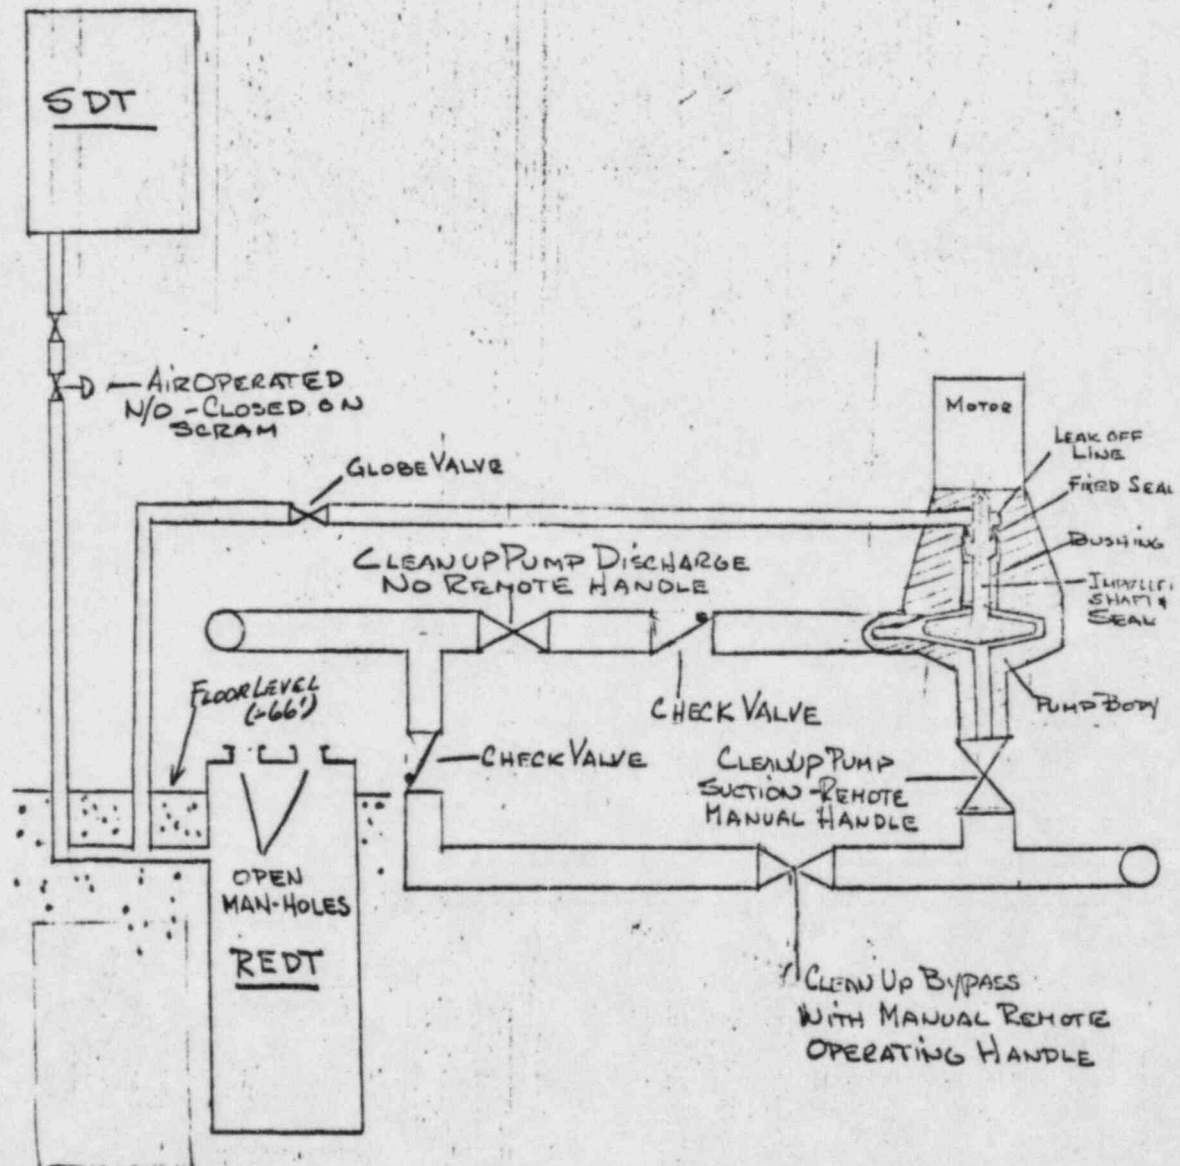 SDT
AIR OPERATED
N/O - CLOSED ON
SCRAM
MOTOR
LEAK OFF
LINE
GLOBE VALVE
FIXED SEAL
BUSHING
CLEANUP PUMP DISCHARGE
NO REMOTE HANDLE
SHAFT &
SEAL
FLOOR LEVEL
(-66')
CHECK VALVE
PUMP BODY
CHECK VALVE
CLEANUP PUMP
SUCTION - REMOTE
MANUAL HANDLE
OPEN
MAN-HOLES
REDT
CLEAN UP BYPASS
WITH MANUAL REMOTE
OPERATING HANDLE